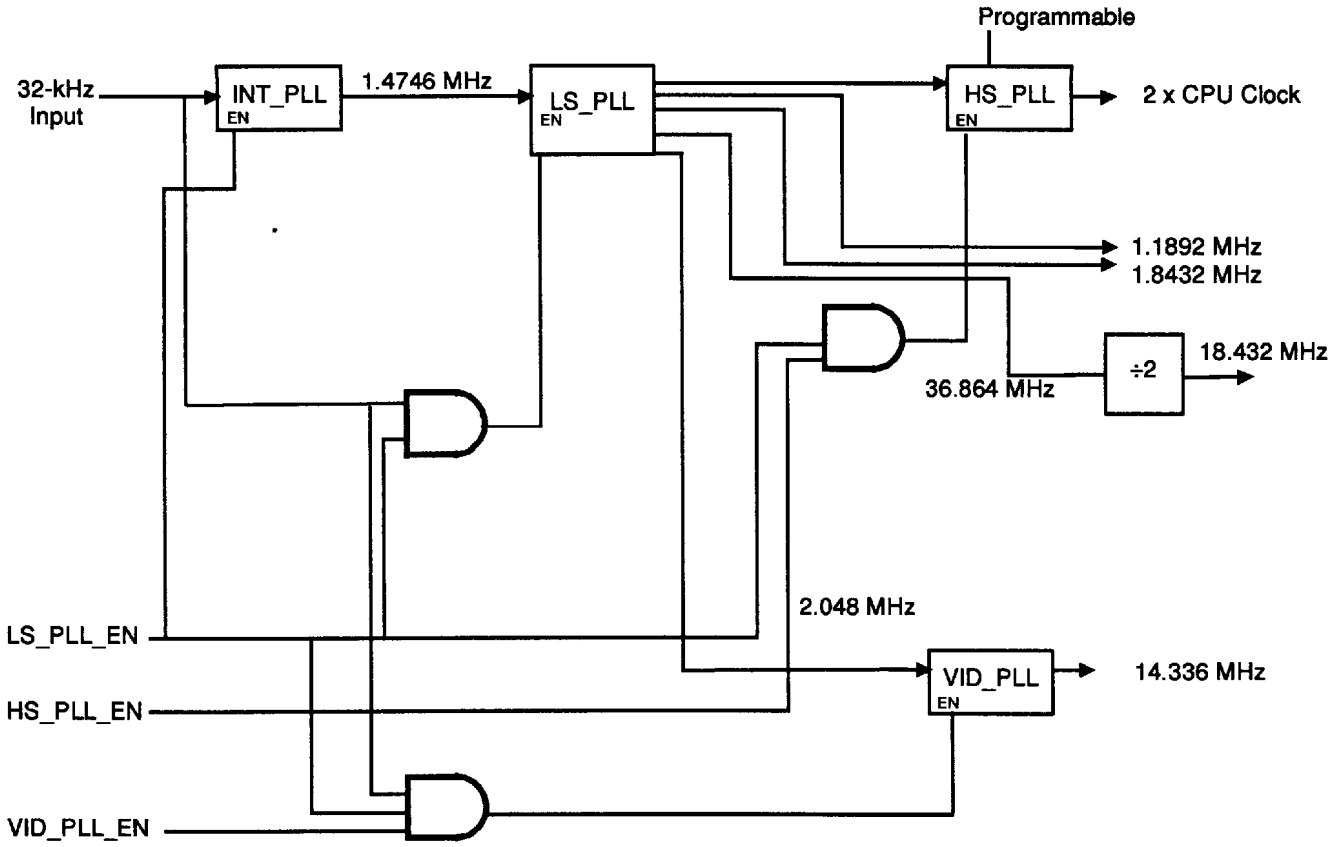 Programmable
32-kHz
Input
INT_PLL
EN
1.4746 MHz
LS_PLL
EN
HS_PLL
EN
2 x CPU Clock
1.1892 MHz
1.8432 MHz
÷2
18.432 MHz
36.864 MHz
2.048 MHz
LS_PLL_EN
VID_PLL
EN
14.336 MHz
HS_PLL_EN
VID_PLL_EN